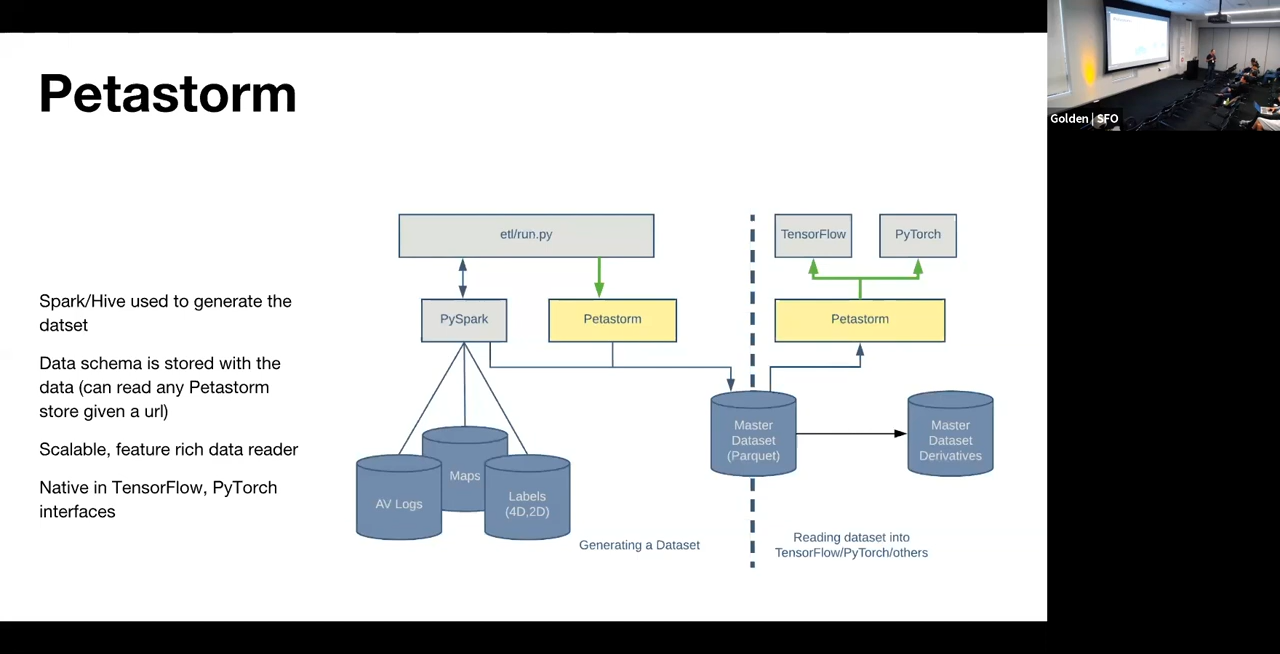 Petastorm
Spark/Hive used to generate the
datset
Data schema is stored with the
data (can read any Petastorm
store given a url)
Scalable, feature rich data reader
Native in TensorFlow, PyTorch
interfaces
etl/run.py
PySpark
Petastorm
AV Logs
Maps
Labels
(4D,2D)
Generating a Dataset
TensorFlow
PyTorch
Petastorm
Master
Dataset
(Parquet)
Master
Dataset
Derivatives
Reading dataset into
TensorFlow/PyTorch/others
Golden | SFO